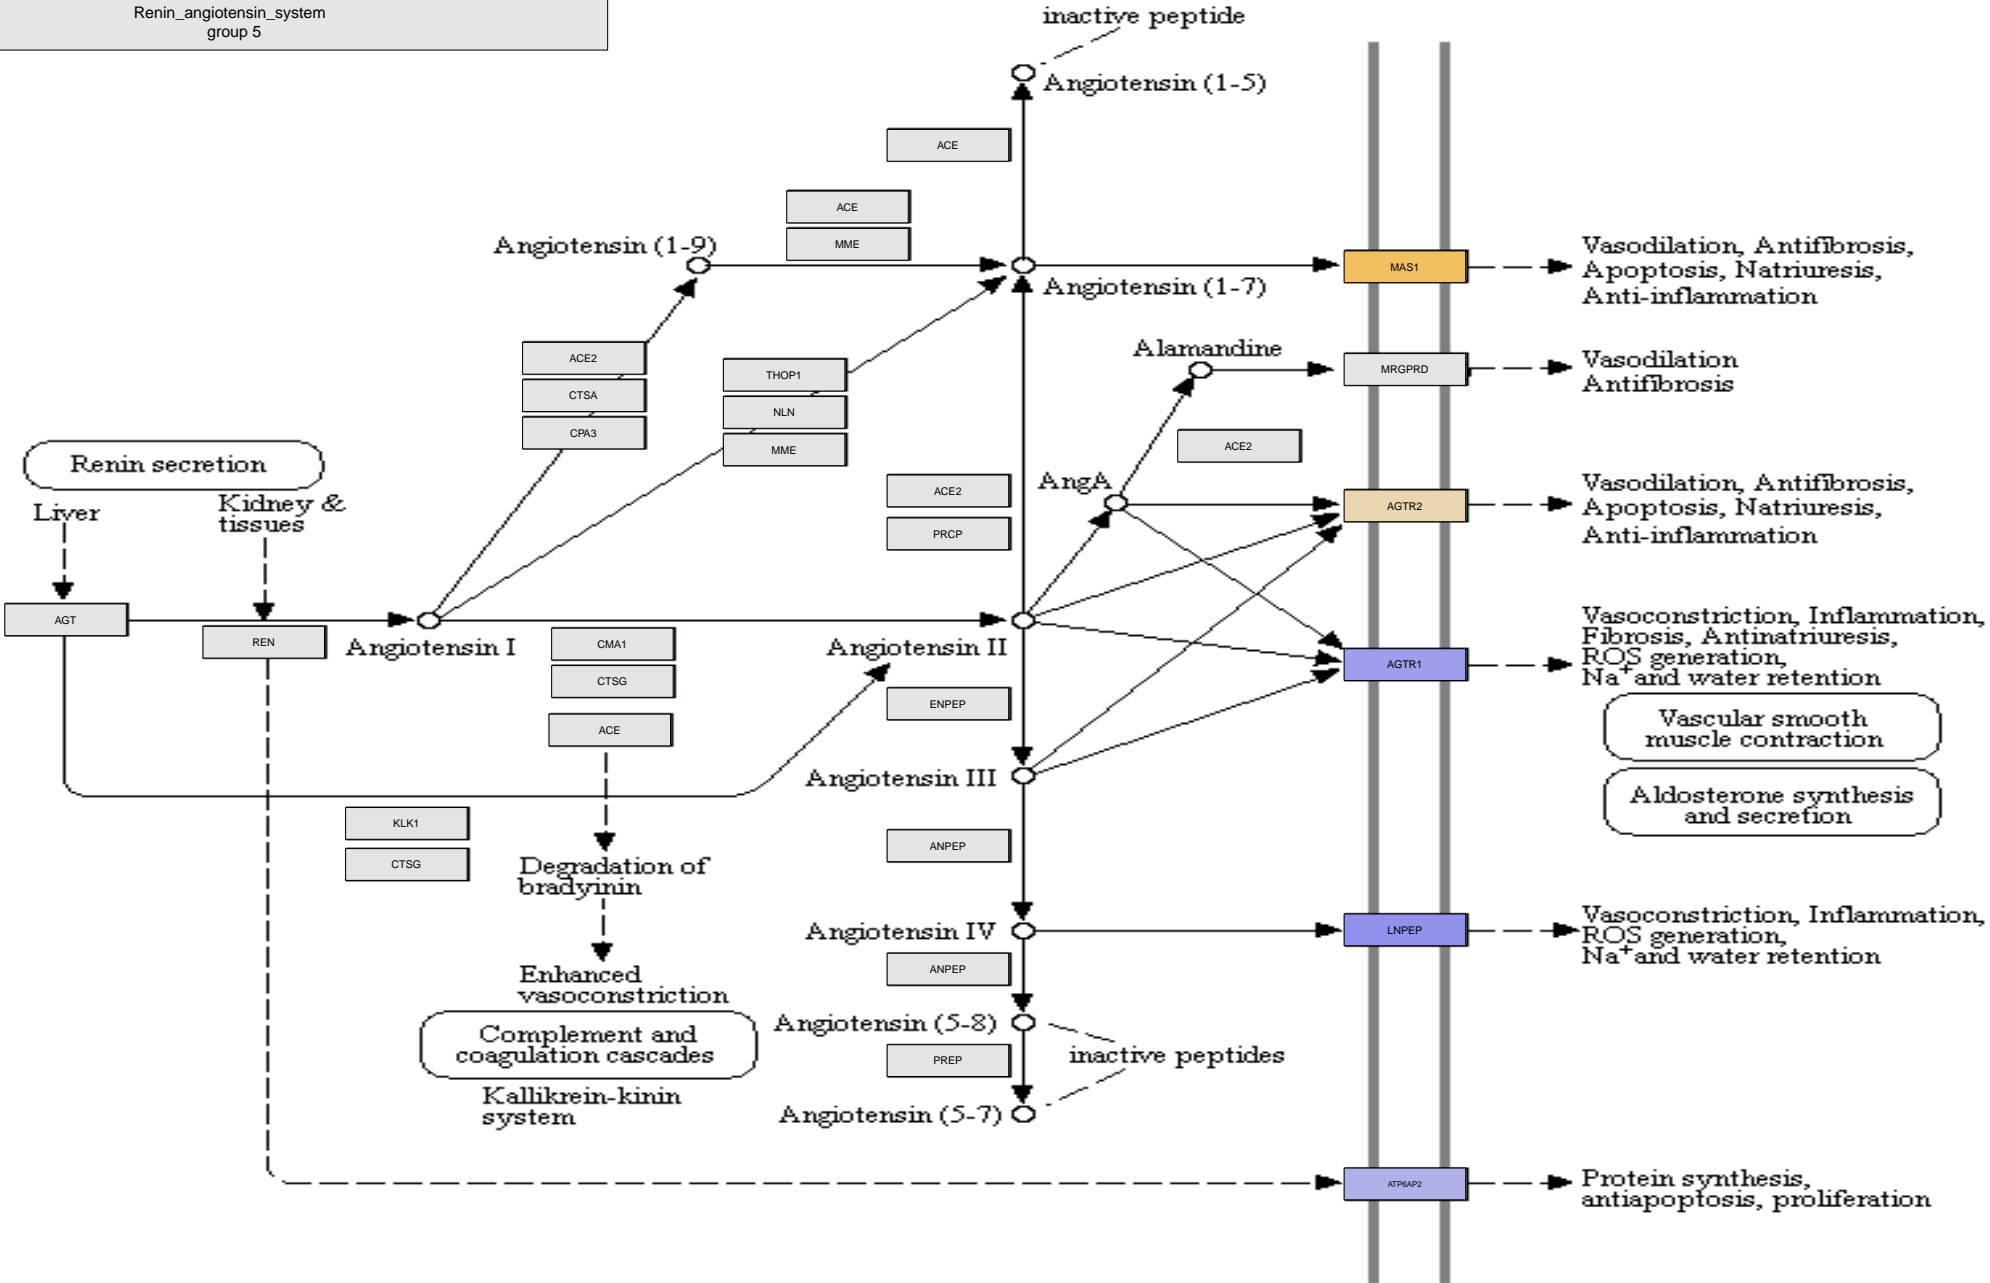 Renin_angiotensin_system
group 5
inactive peptide
Angiotensin (1-5)
ACE
ACE
MME
Angiotensin (1-9)
Angiotensin (1-7)
MAS1
Vasodilation, Antifibrosis,
Apoptosis, Natriuresis,
Anti-inflammation
ACE2
CTSA
CPA3
THOP1
NLN
MME
Alamandine
MRGPRD
Vasodilation
Antifibrosis
ACE2
Renin secretion
Liver
Kidney &
tissues
ACE2
PRCP
AngA
AGTR2
Vasodilation, Antifibrosis,
Apoptosis, Natriuresis,
Anti-inflammation
AGT
REN
Angiotensin I
CMA1
CTSG
ACE
Angiotensin II
ENPEP
AGTR1
Vasoconstriction, Inflammation,
Fibrosis, Antinatriuresis,
ROS generation,
Na+ and water retention
Vascular smooth
muscle contraction
Aldosterone synthesis
and secretion
Angiotensin III
KLK1
CTSG
ANPEP
Degradation of
bradyinin
Angiotensin IV
LNPEP
Vasoconstriction, Inflammation,
ROS generation,
Na+ and water retention
ANPEP
Enhanced
vasoconstriction
Complement and
coagulation cascades
Kallikrein-kinin
system
Angiotensin (5-8)
inactive peptides
PREP
Angiotensin (5-7)
ATP6AP2
Protein synthesis,
antiapoptosis, proliferation